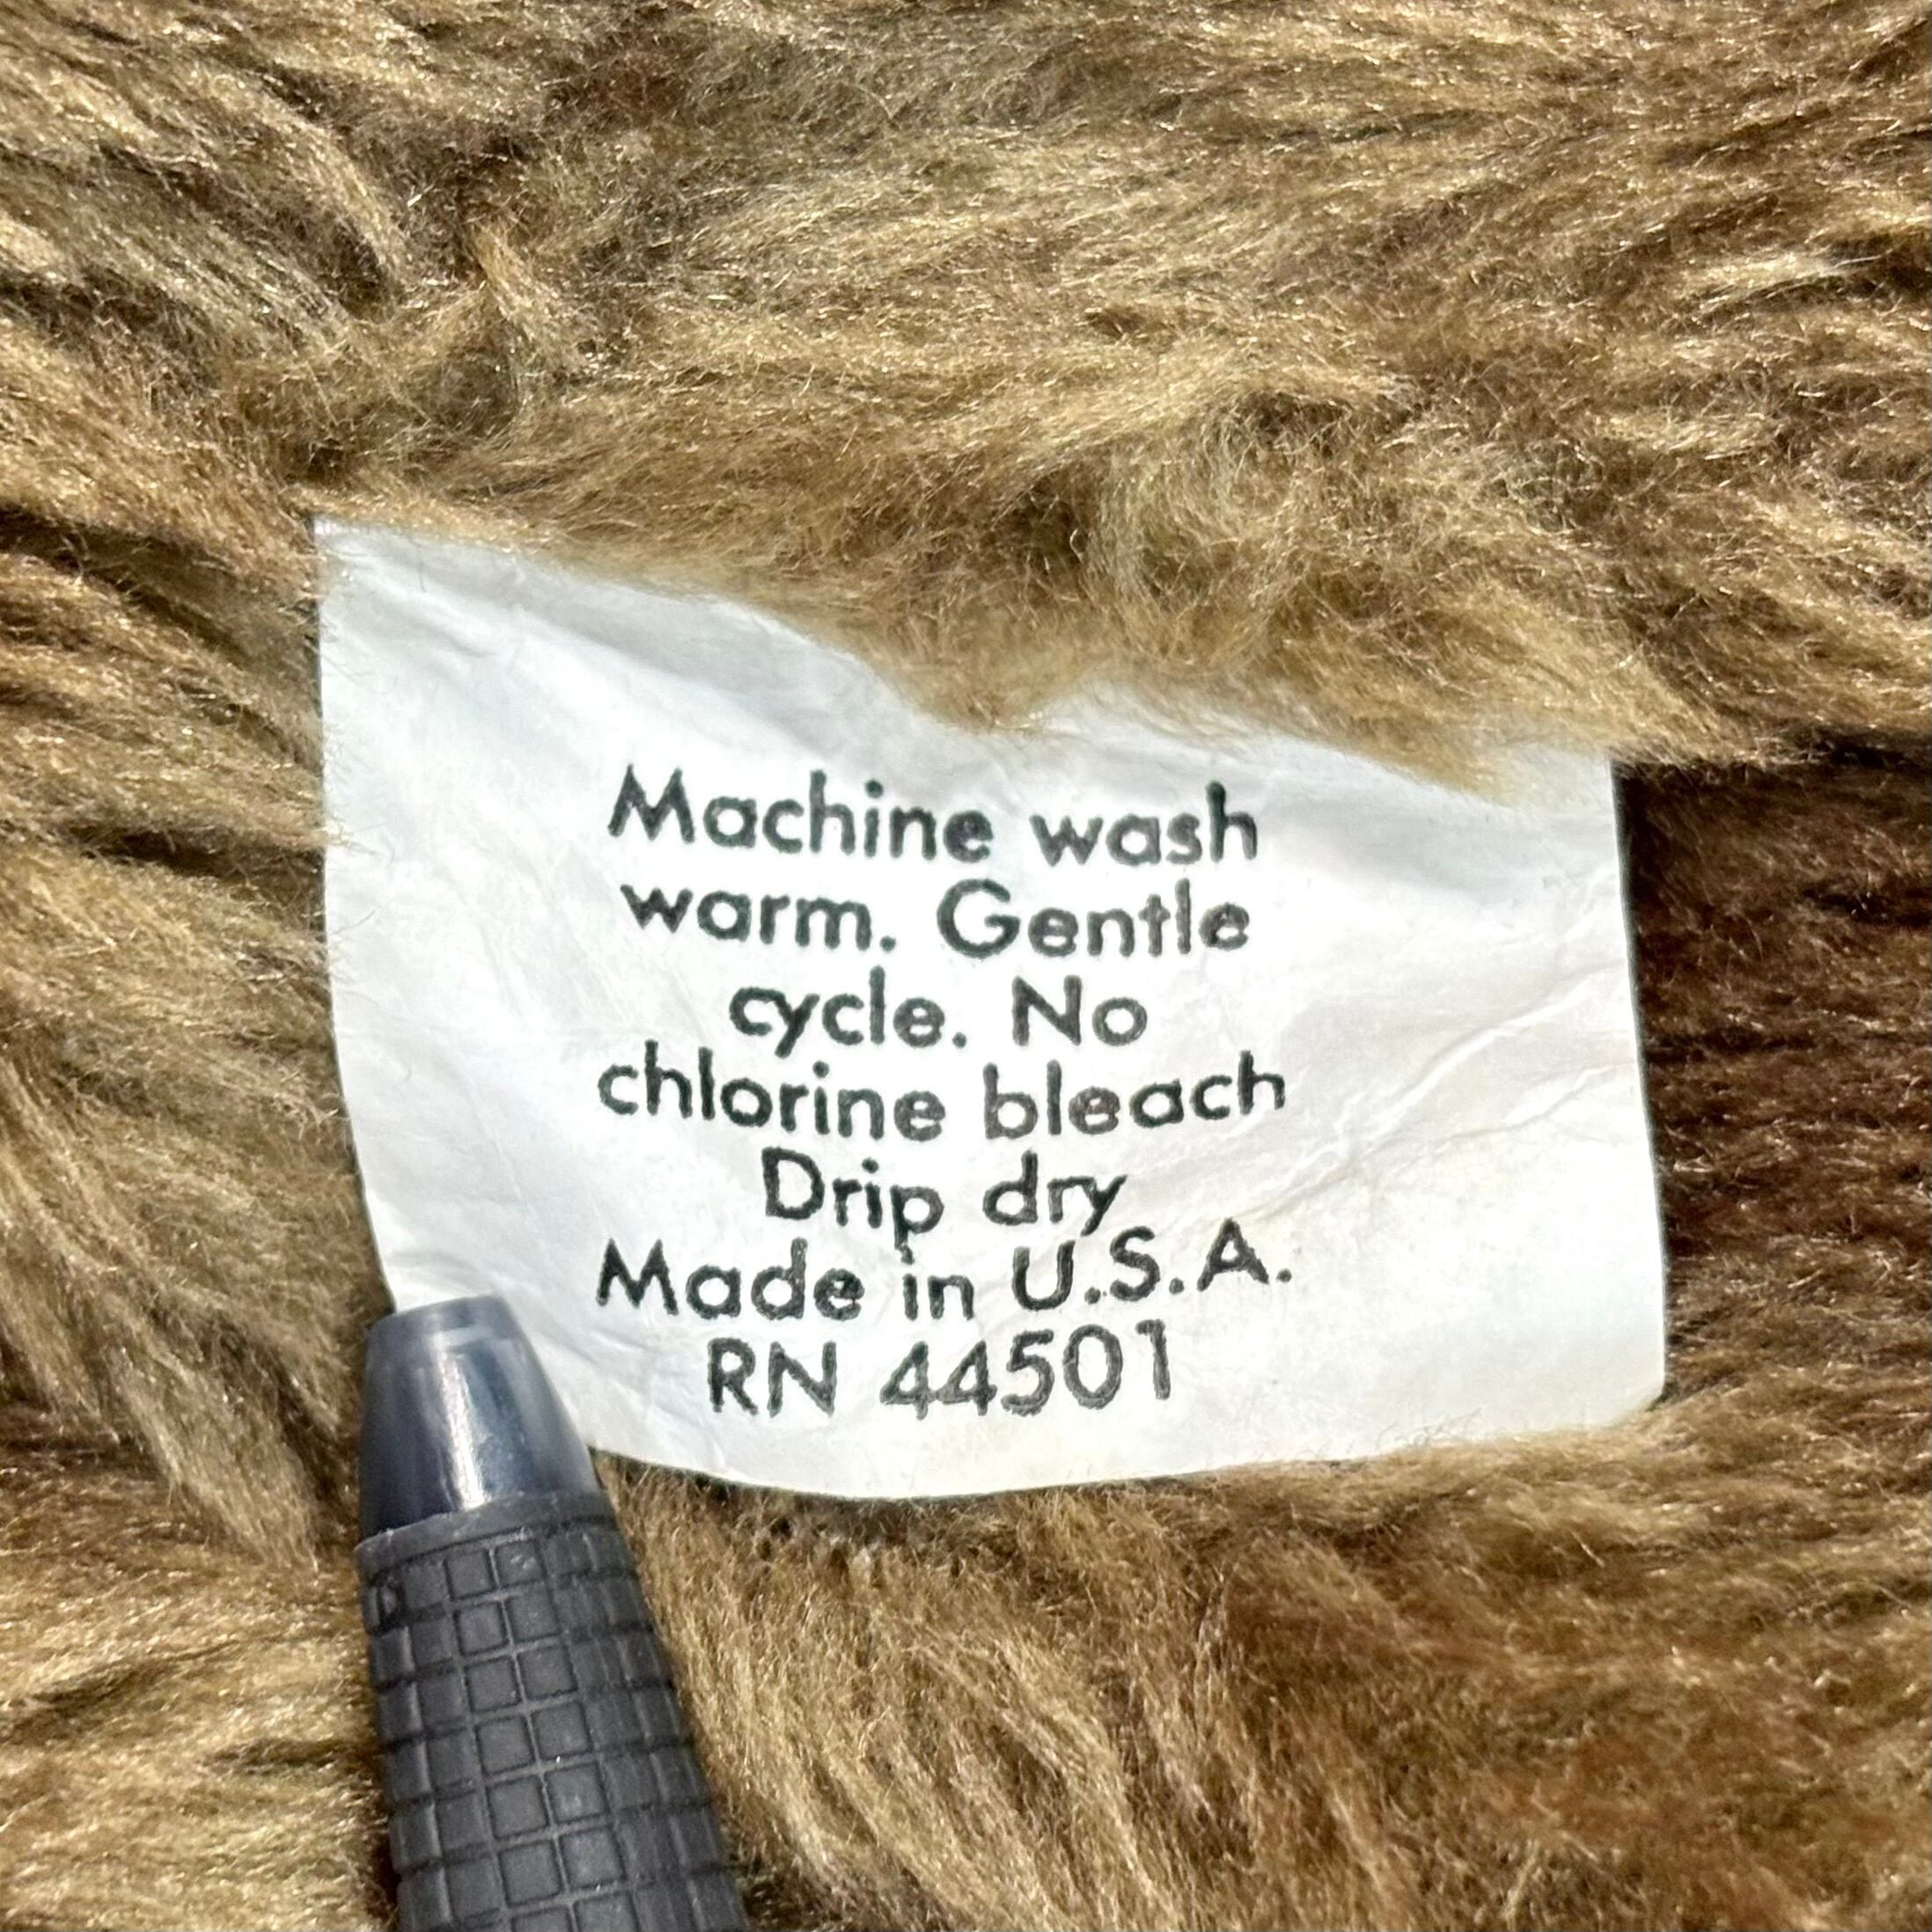 Machine wash
warm. Gentle
cycle. No
chlorine bleach
Drip dry
Made in U.S.A.
RN 44501